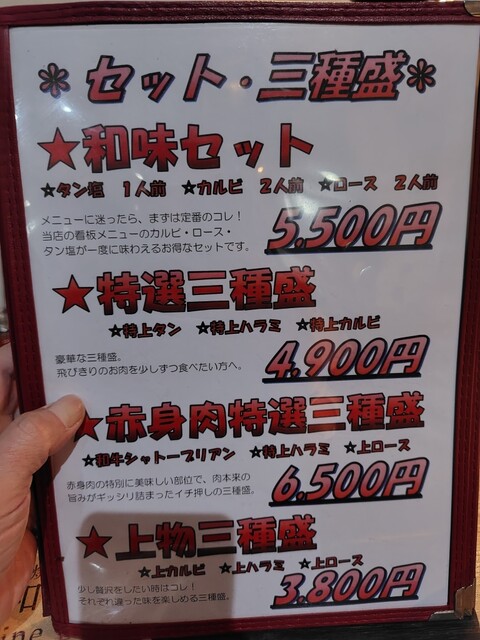 セット・三種盛
★和味セット
★タン塩 1人前 ★カルビ 2人前 ★ロース 2人前
メニューに迷ったら、まずは定番のコレ！
当店の看板メニューのカルビ・ロース・
タン塩が一度に味わえるお得なセットです。
5.500円
★特選三種盛
★特上タン ★特上ハラミ ★特上カルビ
豪華な三種盛。
飛びきりのお肉を少しずつ食べたい方へ。
4.900円
★赤身肉特選三種盛
★和牛シャトーブリアン ★特上ハラミ ★上ロース
赤身肉の特別に美味しい部位で、肉本来の
旨みがギッシリ詰まったイチ押しの三種盛。
6.500円
★上物三種盛
★上カルビ ★上ハラミ ★上ロース
少し贅沢をしたい時はコレ！
それぞれ違った味を楽しめる三種盛。
3.800円